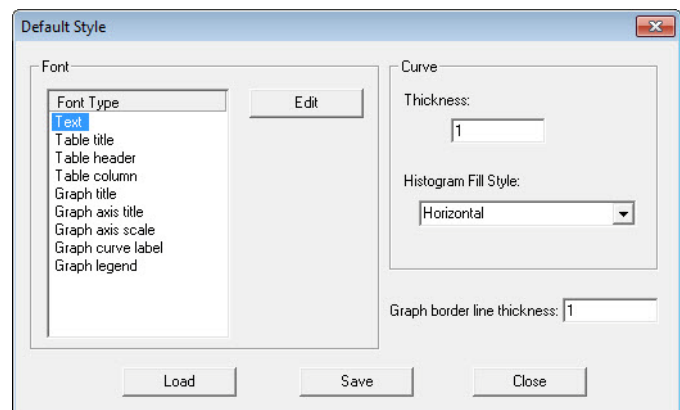 Default Style
Font
Font Type
Text
Table title
Table header
Table column
Graph title
Graph axis title
Graph axis scale
Graph curve label
Graph legend
Edit
Curve
Thickness:
1
Histogram Fill Style:
Horizontal
Graph border line thickness: 1
Load Save Close